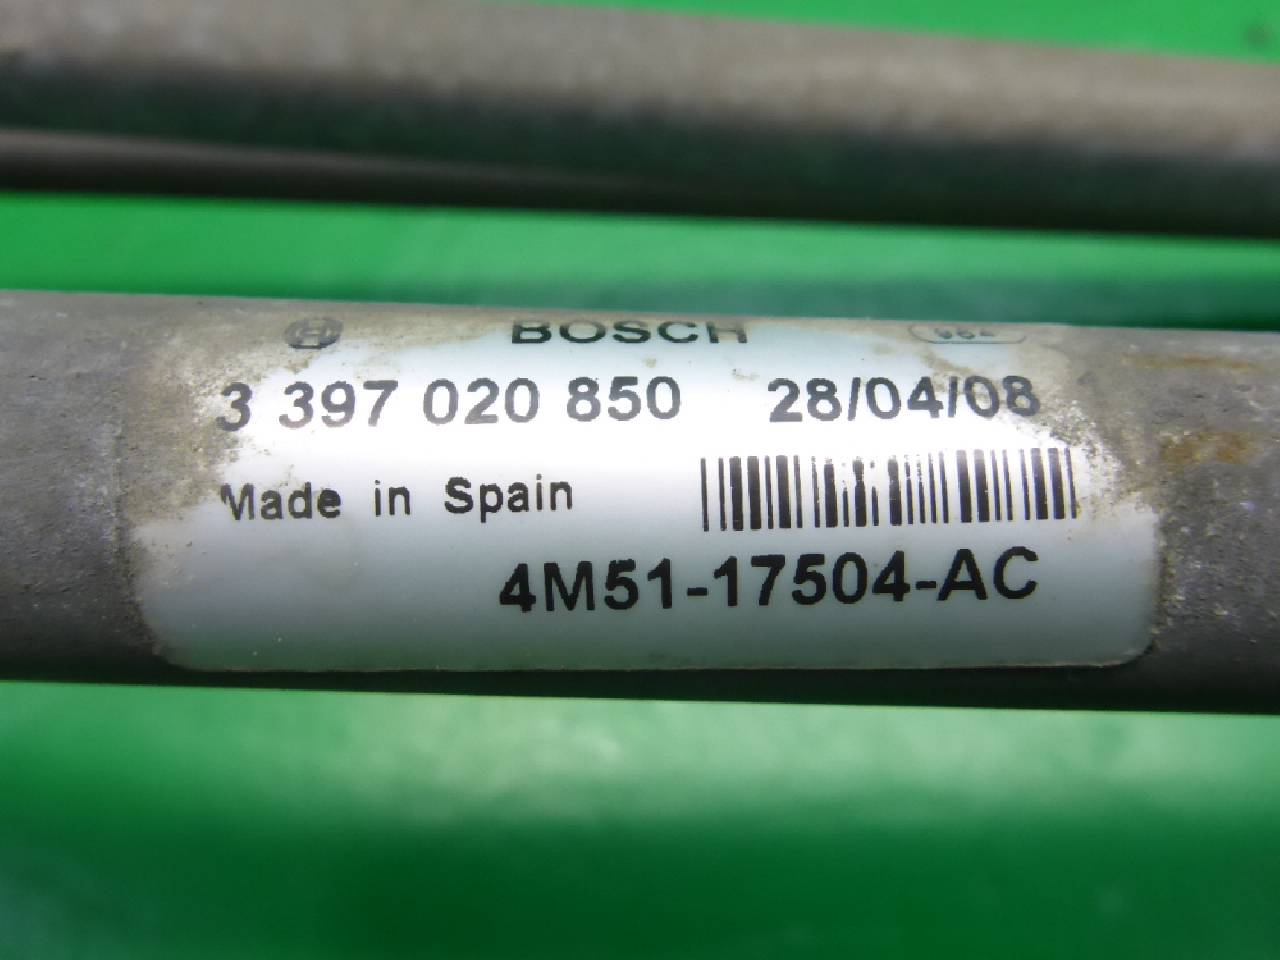 BOSCH
3 397 020 850 28/04/08
Made in Spain
4M51-17504-AC